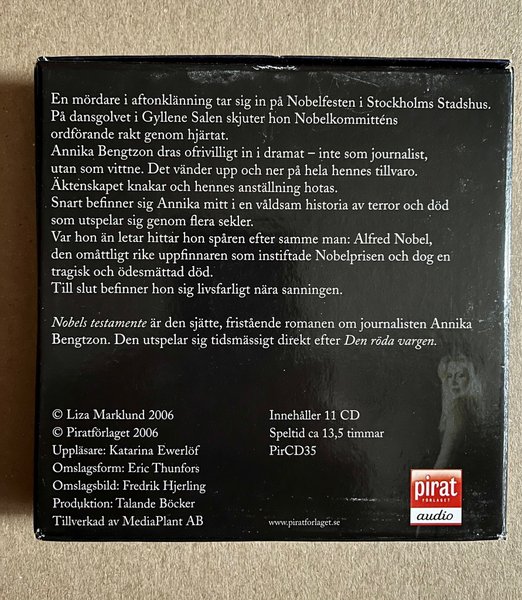 En mördare i aftonklänning tar sig in på Nobelfesten i Stockholms Stadshus.
På dansgolvet i Gyllene Salen skjuter hon Nobelkommitténs
ordförande rakt genom hjärtat.
Annika Bengtzon dras ofrivilligt in i dramat – inte som journalist,
utan som vittne. Det vänder upp och ner på hela hennes tillvaro.
Äktenskapet knakar och hennes anställning hotas.
Snart befinner sig Annika mitt i en våldsam historia av terror och död
som utspelar sig genom flera sekler.
Var hon än letar hittar hon spåren efter samme man: Alfred Nobel,
den omåttligt rike uppfinnaren som instiftade Nobelprisen och dog en
tragisk och ödesmättad död.
Till slut befinner hon sig livsfarligt nära sanningen.
Nobels testamente är den sjätte, fristående romanen om journalisten Annika
Bengtzon. Den utspelar sig tidsmässigt direkt efter Den röda vargen.
© Liza Marklund 2006
© Piratförlaget 2006
Uppläsare: Katarina Ewerlöf
Omslagsform: Eric Thunfors
Omslagsbild: Fredrik Hjerling
Produktion: Talande Böcker
Tillverkad av MediaPlant AB
Innehåller 11 CD
Speltid ca 13,5 timmar
PirCD35
www.piratforlaget.se
pirat
FÖRLAGET
audio